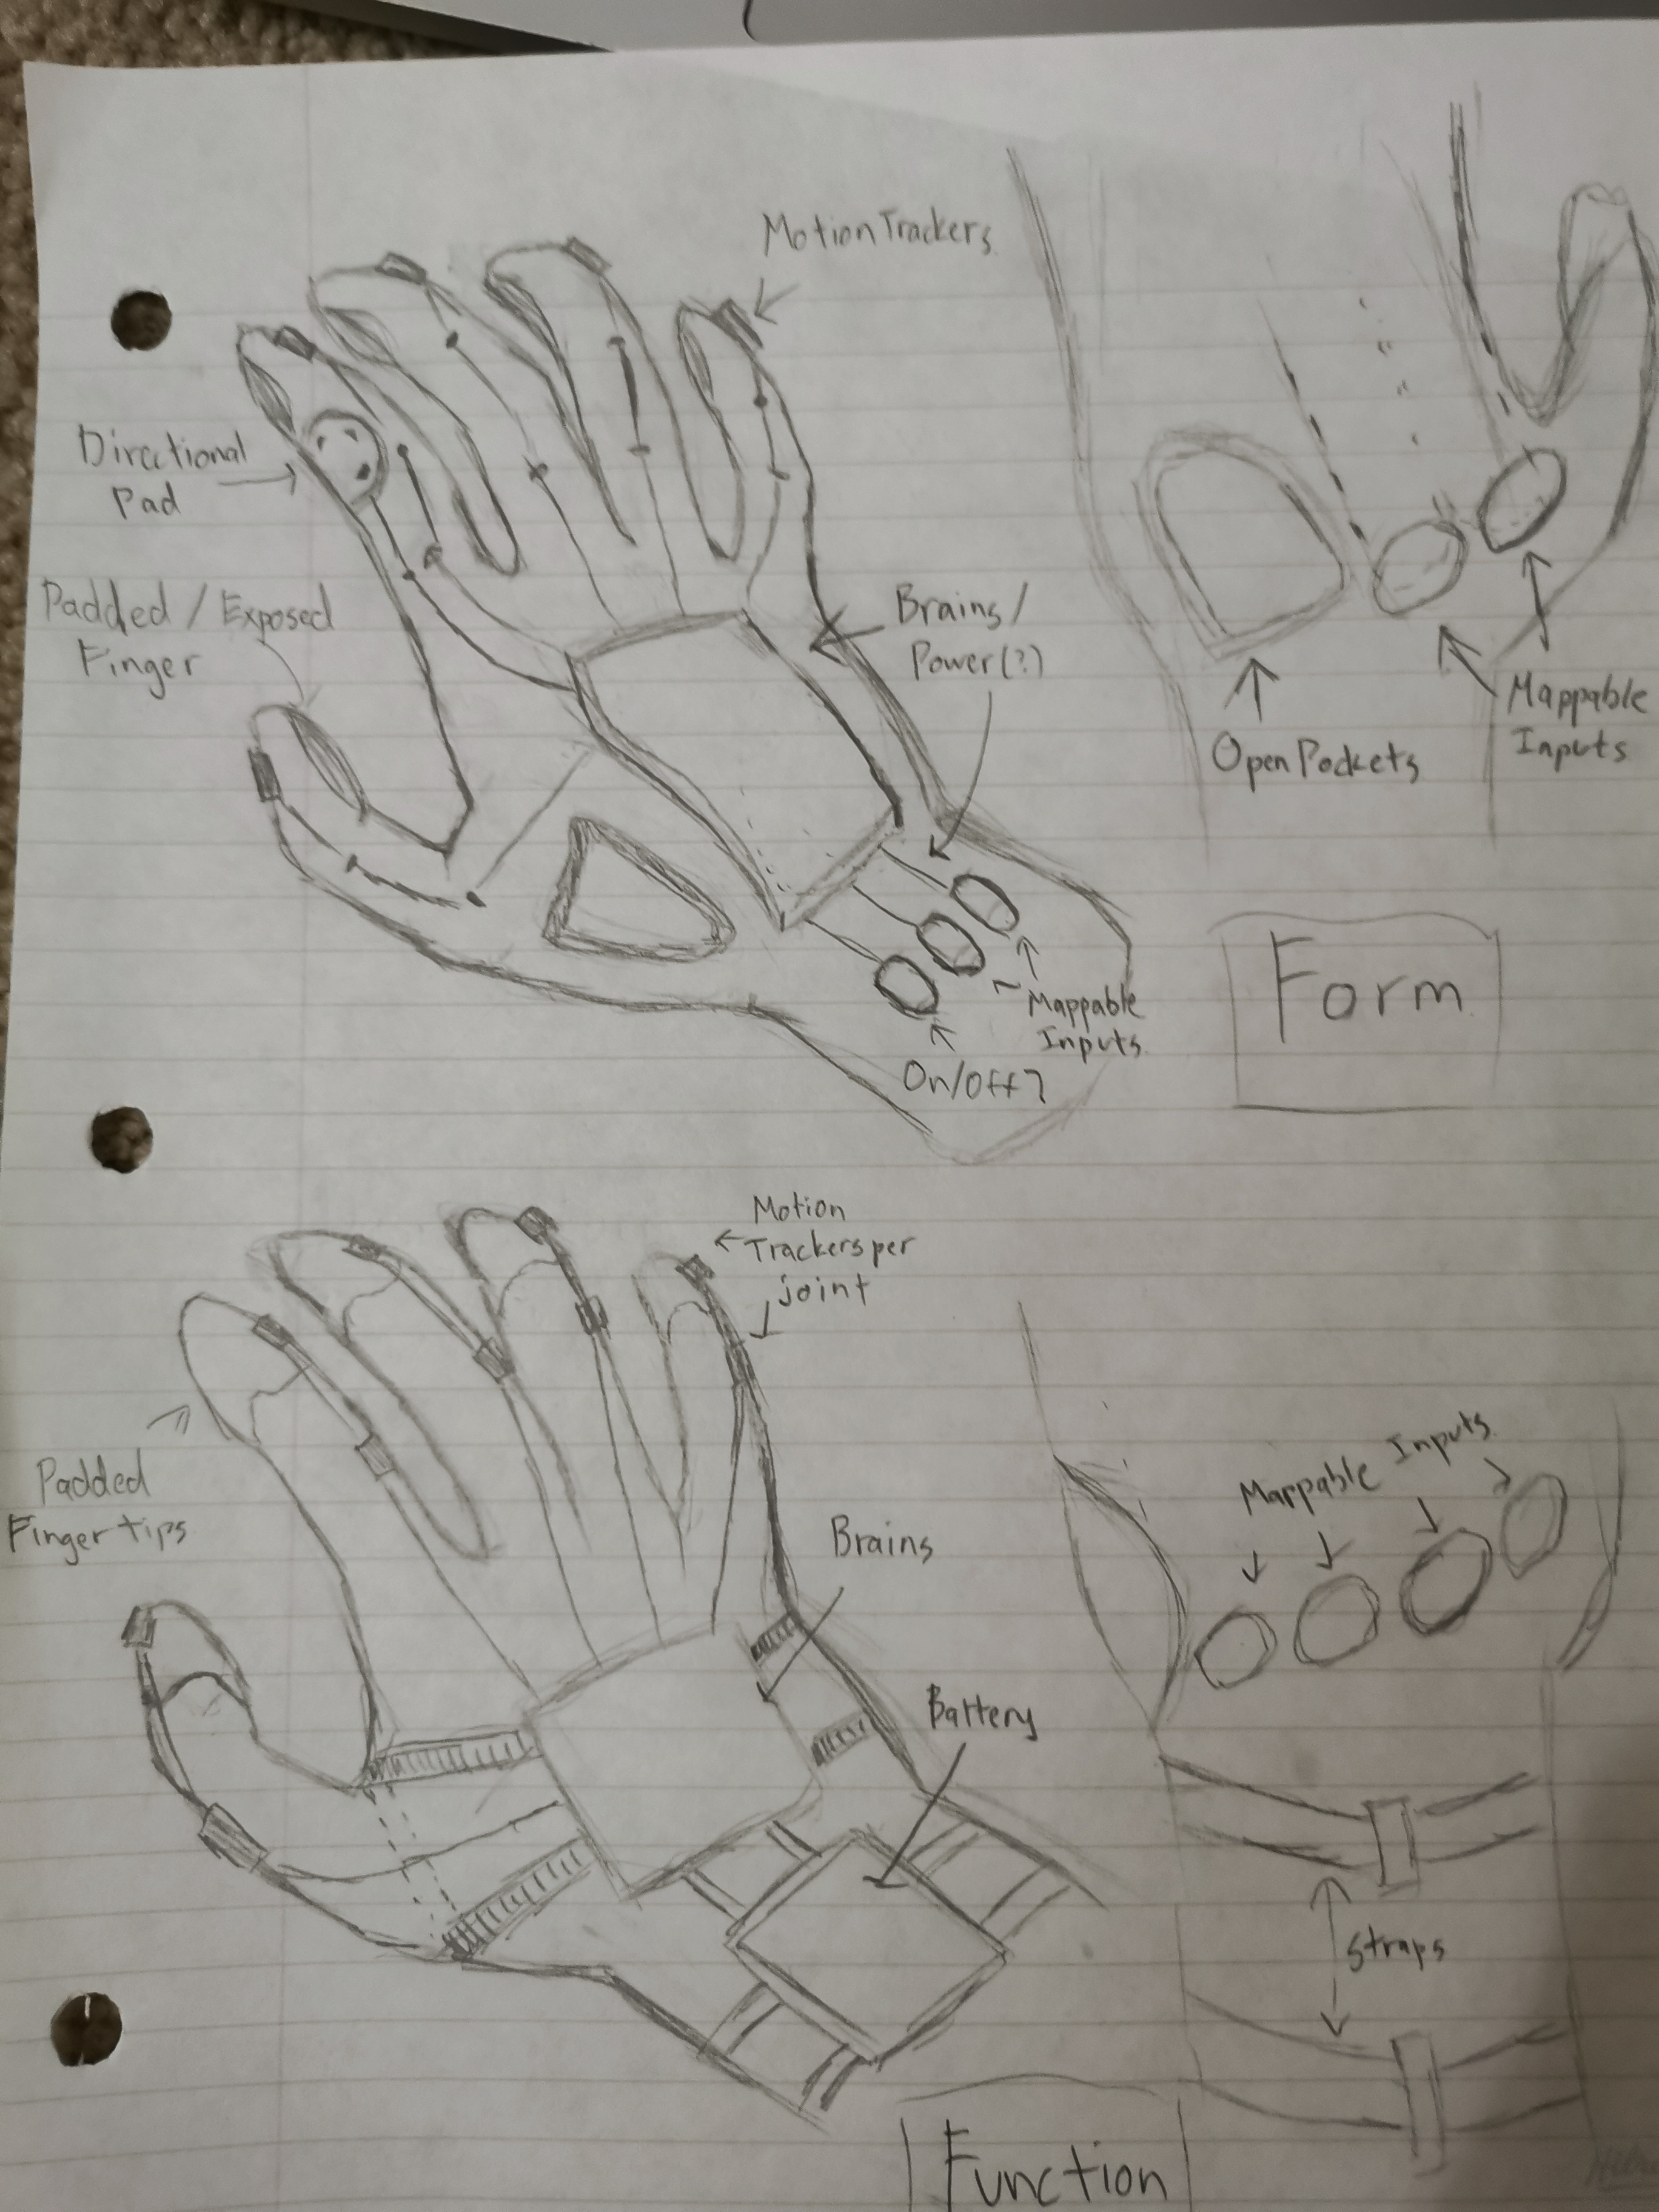 Motion Trackers
Directional
Pad
Padded / Exposed
Finger
Brains /
Power(?)
Mappable
Inputs
Open Pockets
Mappable
Inputs
On/Off?
Form
Motion
Trackers per
joint
Padded
Finger tips
Brains
Battery
Mappable Inputs
Straps
Function